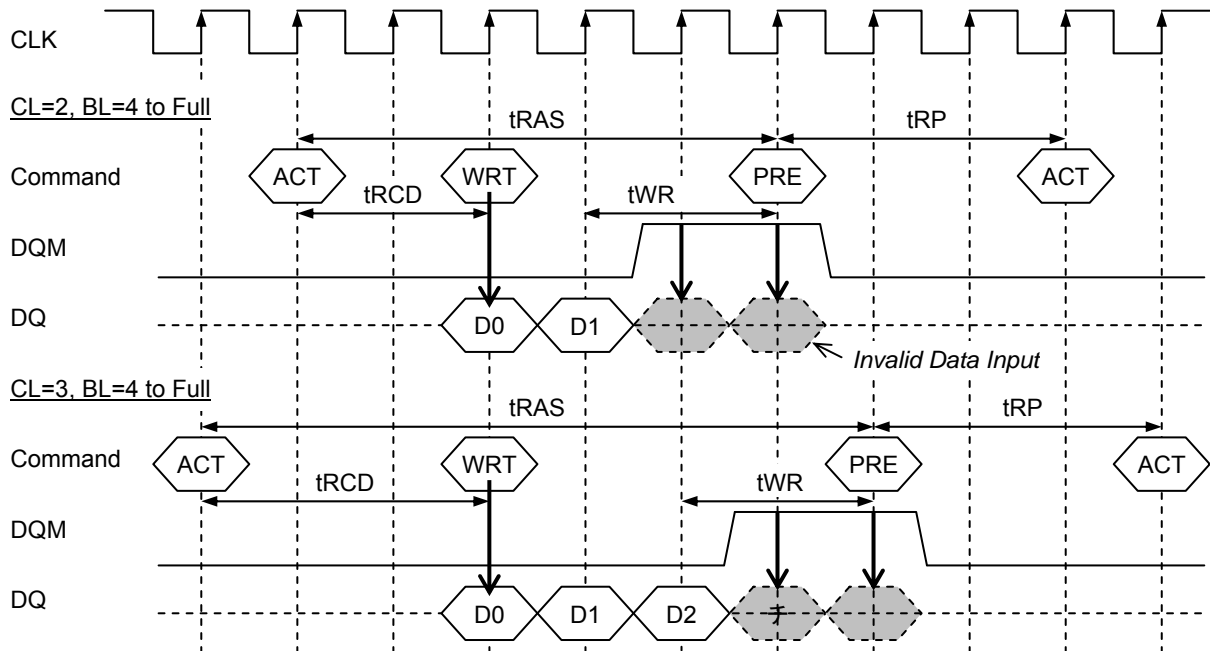 CLK
CL=2, BL=4 to Full
tRAS tRP
Command ACT WRT PRE ACT
tRCD tWR
DQM
DQ D0 D1
Invalid Data Input
CL=3, BL=4 to Full
tRAS tRP
Command ACT WRT PRE ACT
tRCD tWR
DQM
DQ D0 D1 D2 チ